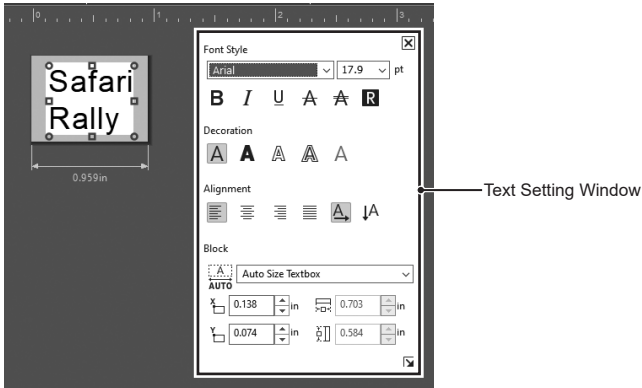 0 1 2 3
Safari
Rally
0.959in
Font Style
Arial 17.9 pt
B I U A A R
Decoration
A A A A A
Alignment
A A
Block
A
AUTO Auto Size Textbox
X 0.138 in 0.703 in
Y 0.074 in 0.584 in
Text Setting Window